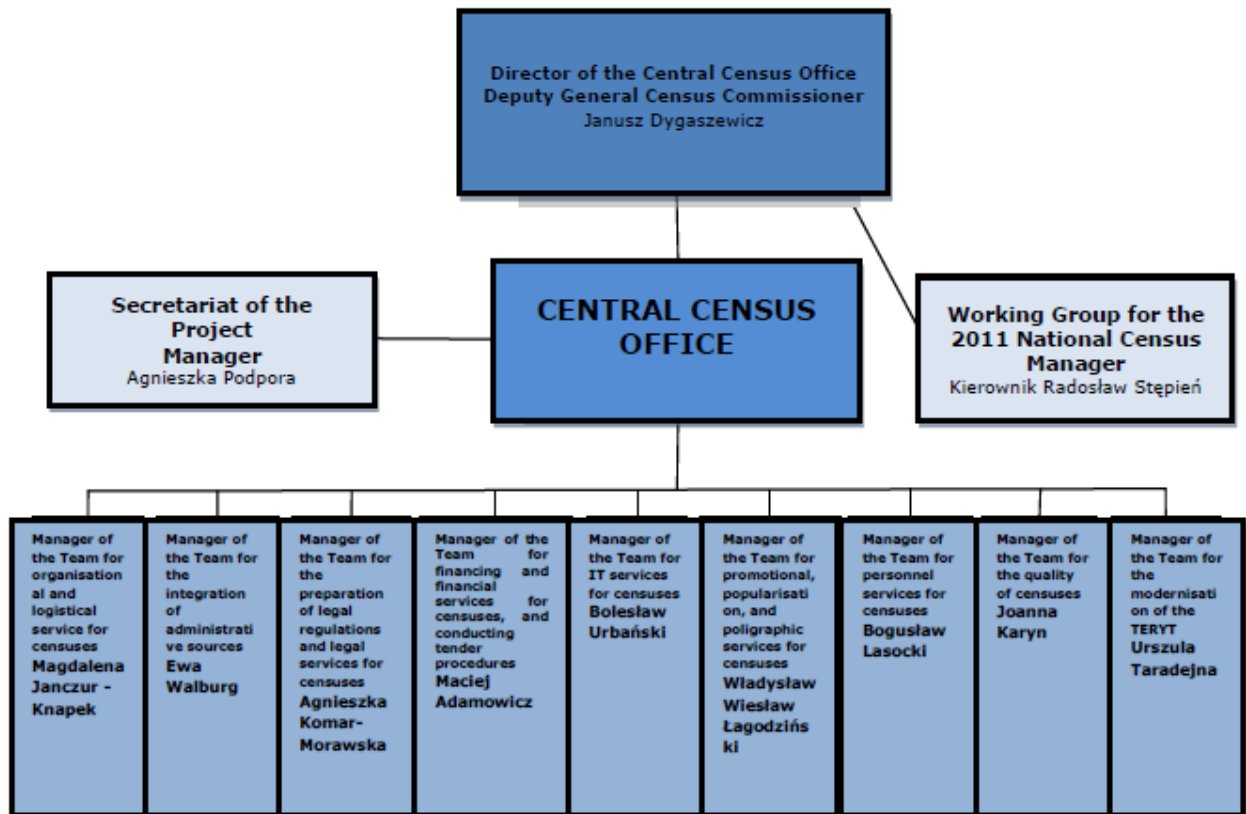 Director of the Central Census Office
Deputy General Census Commissioner
Janusz Dygaszewicz
Secretariat of the
Project
Manager
Agnieszka Podpora
CENTRAL CENSUS
OFFICE
Working Group for the
2011 National Census
Manager
Kierownik Radosław Stępień
Manager of
the Team for
organisation
al and
logistical
service for
censuses
Magdalena
Janczur -
Knapek
Manager of
the Team for
the
integration
of
administrati
ve sources
Ewa
Walburg
Manager of
the Team for
the
preparation
of legal
regulations
and legal
services for
censuses
Agnieszka
Komar-
Morawska
Manager of the
Team for
financing and
financial
services for
censuses, and
conducting
tender
procedures
Maciej
Adamowicz
Manager of
the Team for
IT services
for censuses
Bolesław
Urbański
Manager of
the Team for
promotional,
popularisati
on, and
poligraphic
services for
censuses
Władysław
Wiesław
Łagodzińs
ki
Manager of
the Team for
personnel
services for
censuses
Bogusław
Lasocki
Manager of
the Team for
the quality
of censuses
Joanna
Karyn
Manager of
the Team for
the
modernisati
on of the
TERYT
Urszula
Taradejna